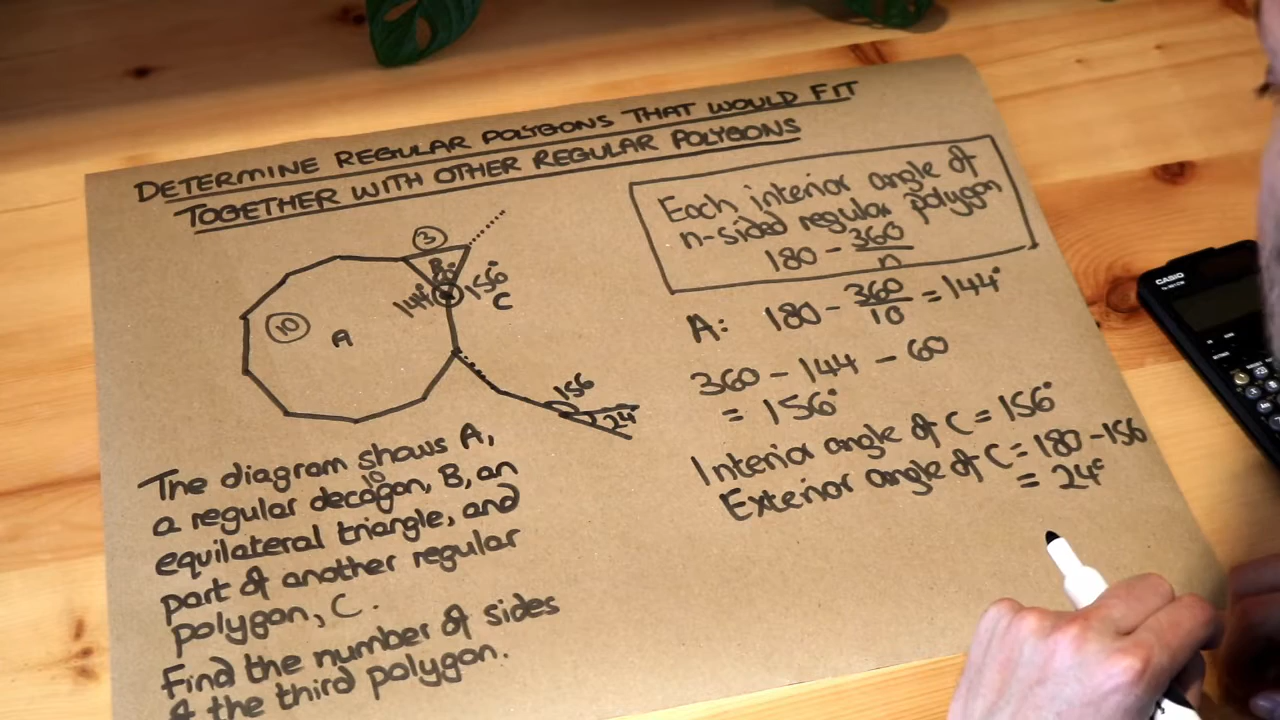 DETERMINE REGULAR POLYGONS THAT WOULD FIT
TOGETHER WITH OTHER REGULAR POLYGONS
3
B
60°
144°
156°
C
10
A
156
24°
The diagram shows A,
10
a regular decagon, B, an
equilateral triangle, and
part of another regular
polygon, C.
Find the number of sides
of the third polygon.
Each interior angle of
n-sided regular polygon
180 - 360/n
A: 180 - 360/10 = 144°
360 - 144 - 60
= 156°
Interior angle of C = 156°
Exterior angle of C = 180 - 156
= 24°
CASIO